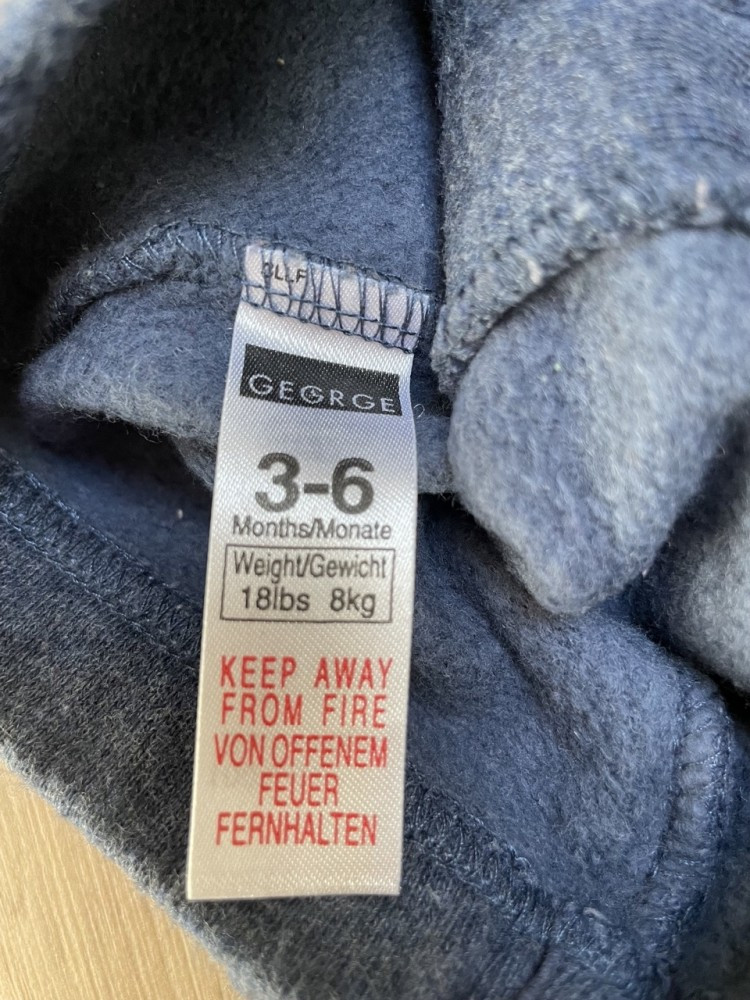 GEORGE
3-6
Months/Monate
Weight/Gewicht
18lbs 8kg
KEEP AWAY
FROM FIRE
VON OFFENEM
FEUER
FERNHALTEN